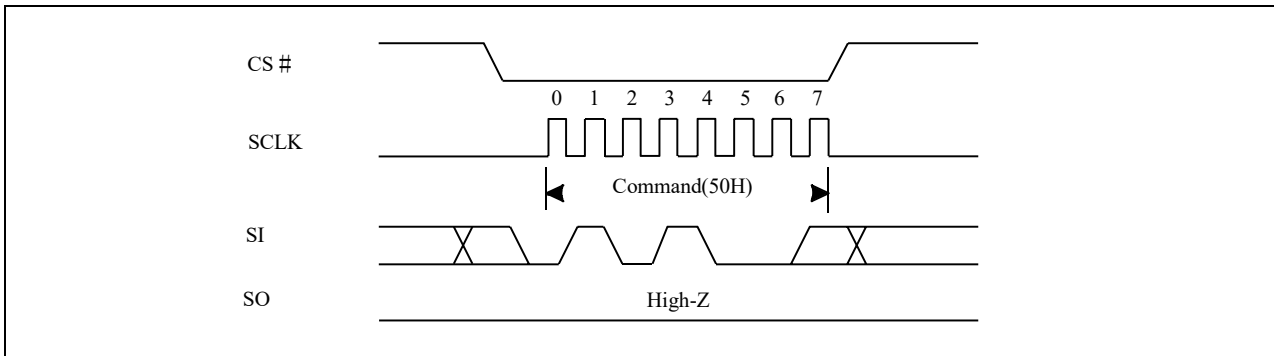 CS #
0 1 2 3 4 5 6 7
SCLK
Command(50H)
SI
SO
High-Z